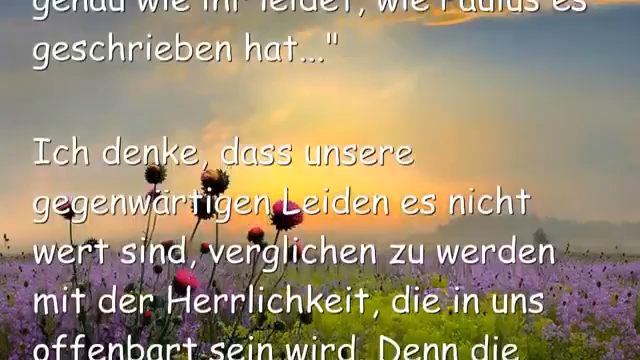 genau wie ihr leidet, wie Paulus es
geschrieben hat..."
Ich denke, dass unsere
gegenwärtigen Leiden es nicht
wert sind, verglichen zu werden
mit der Herrlichkeit, die in uns
offenbart sein wird. Denn die